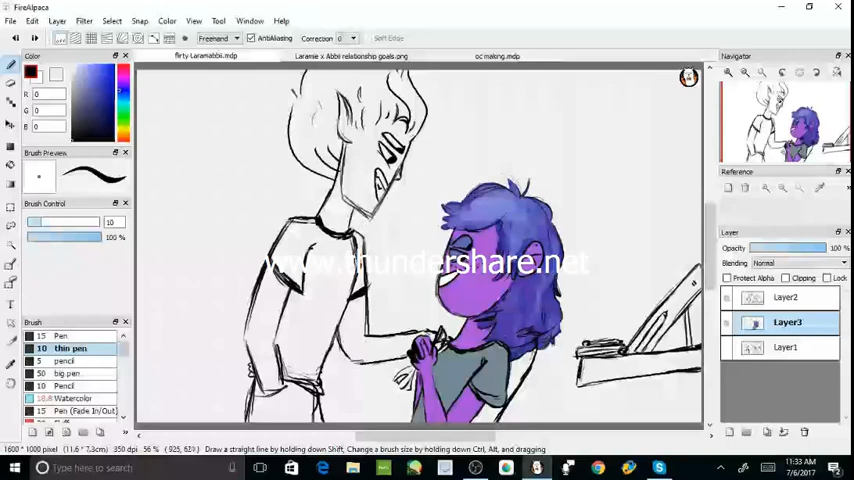 FireAlpaca
File Edit Layer Filter Select Snap Color View Tool Window Help
Freehand AntiAliasing Correction 0 Soft Edge
flirty Laramabbii.mdp Laramie x Abbi relationship goals.png oc making.mdp
Color
R 0
G 0
B 0
Brush Preview
Brush Control
10
100 %
Brush
15 Pen
10 thin pen
5 pencil
50 big pen
10 Pencil
18.8 Watercolor
15 Pen (Fade In/Out)
Navigator
Reference
Layer
Opacity 100 %
Blending Normal
Protect Alpha Clipping Lock
Layer2
Layer3
Layer1
www.thundershare.net
1600 * 1000 pixel (11.6 * 7.3cm) 350 dpi 56 % Draw a straight line by holding down Shift, Change a brush size by holding down Ctrl, Alt, and dragging
Type here to search
11:33 AM
7/6/2017